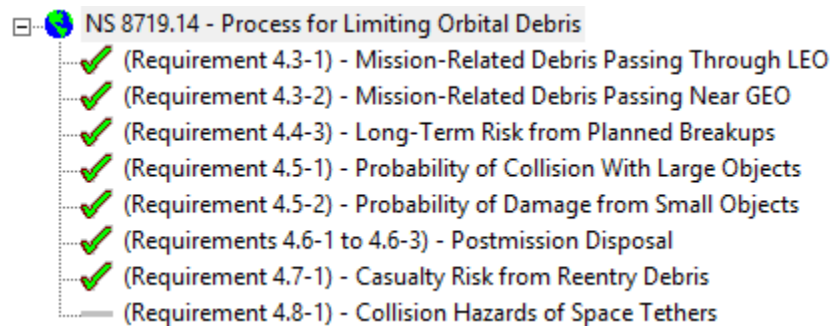 NS 8719.14 - Process for Limiting Orbital Debris
(Requirement 4.3-1) - Mission-Related Debris Passing Through LEO
(Requirement 4.3-2) - Mission-Related Debris Passing Near GEO
(Requirement 4.4-3) - Long-Term Risk from Planned Breakups
(Requirement 4.5-1) - Probability of Collision With Large Objects
(Requirement 4.5-2) - Probability of Damage from Small Objects
(Requirements 4.6-1 to 4.6-3) - Postmission Disposal
(Requirement 4.7-1) - Casualty Risk from Reentry Debris
(Requirement 4.8-1) - Collision Hazards of Space Tethers